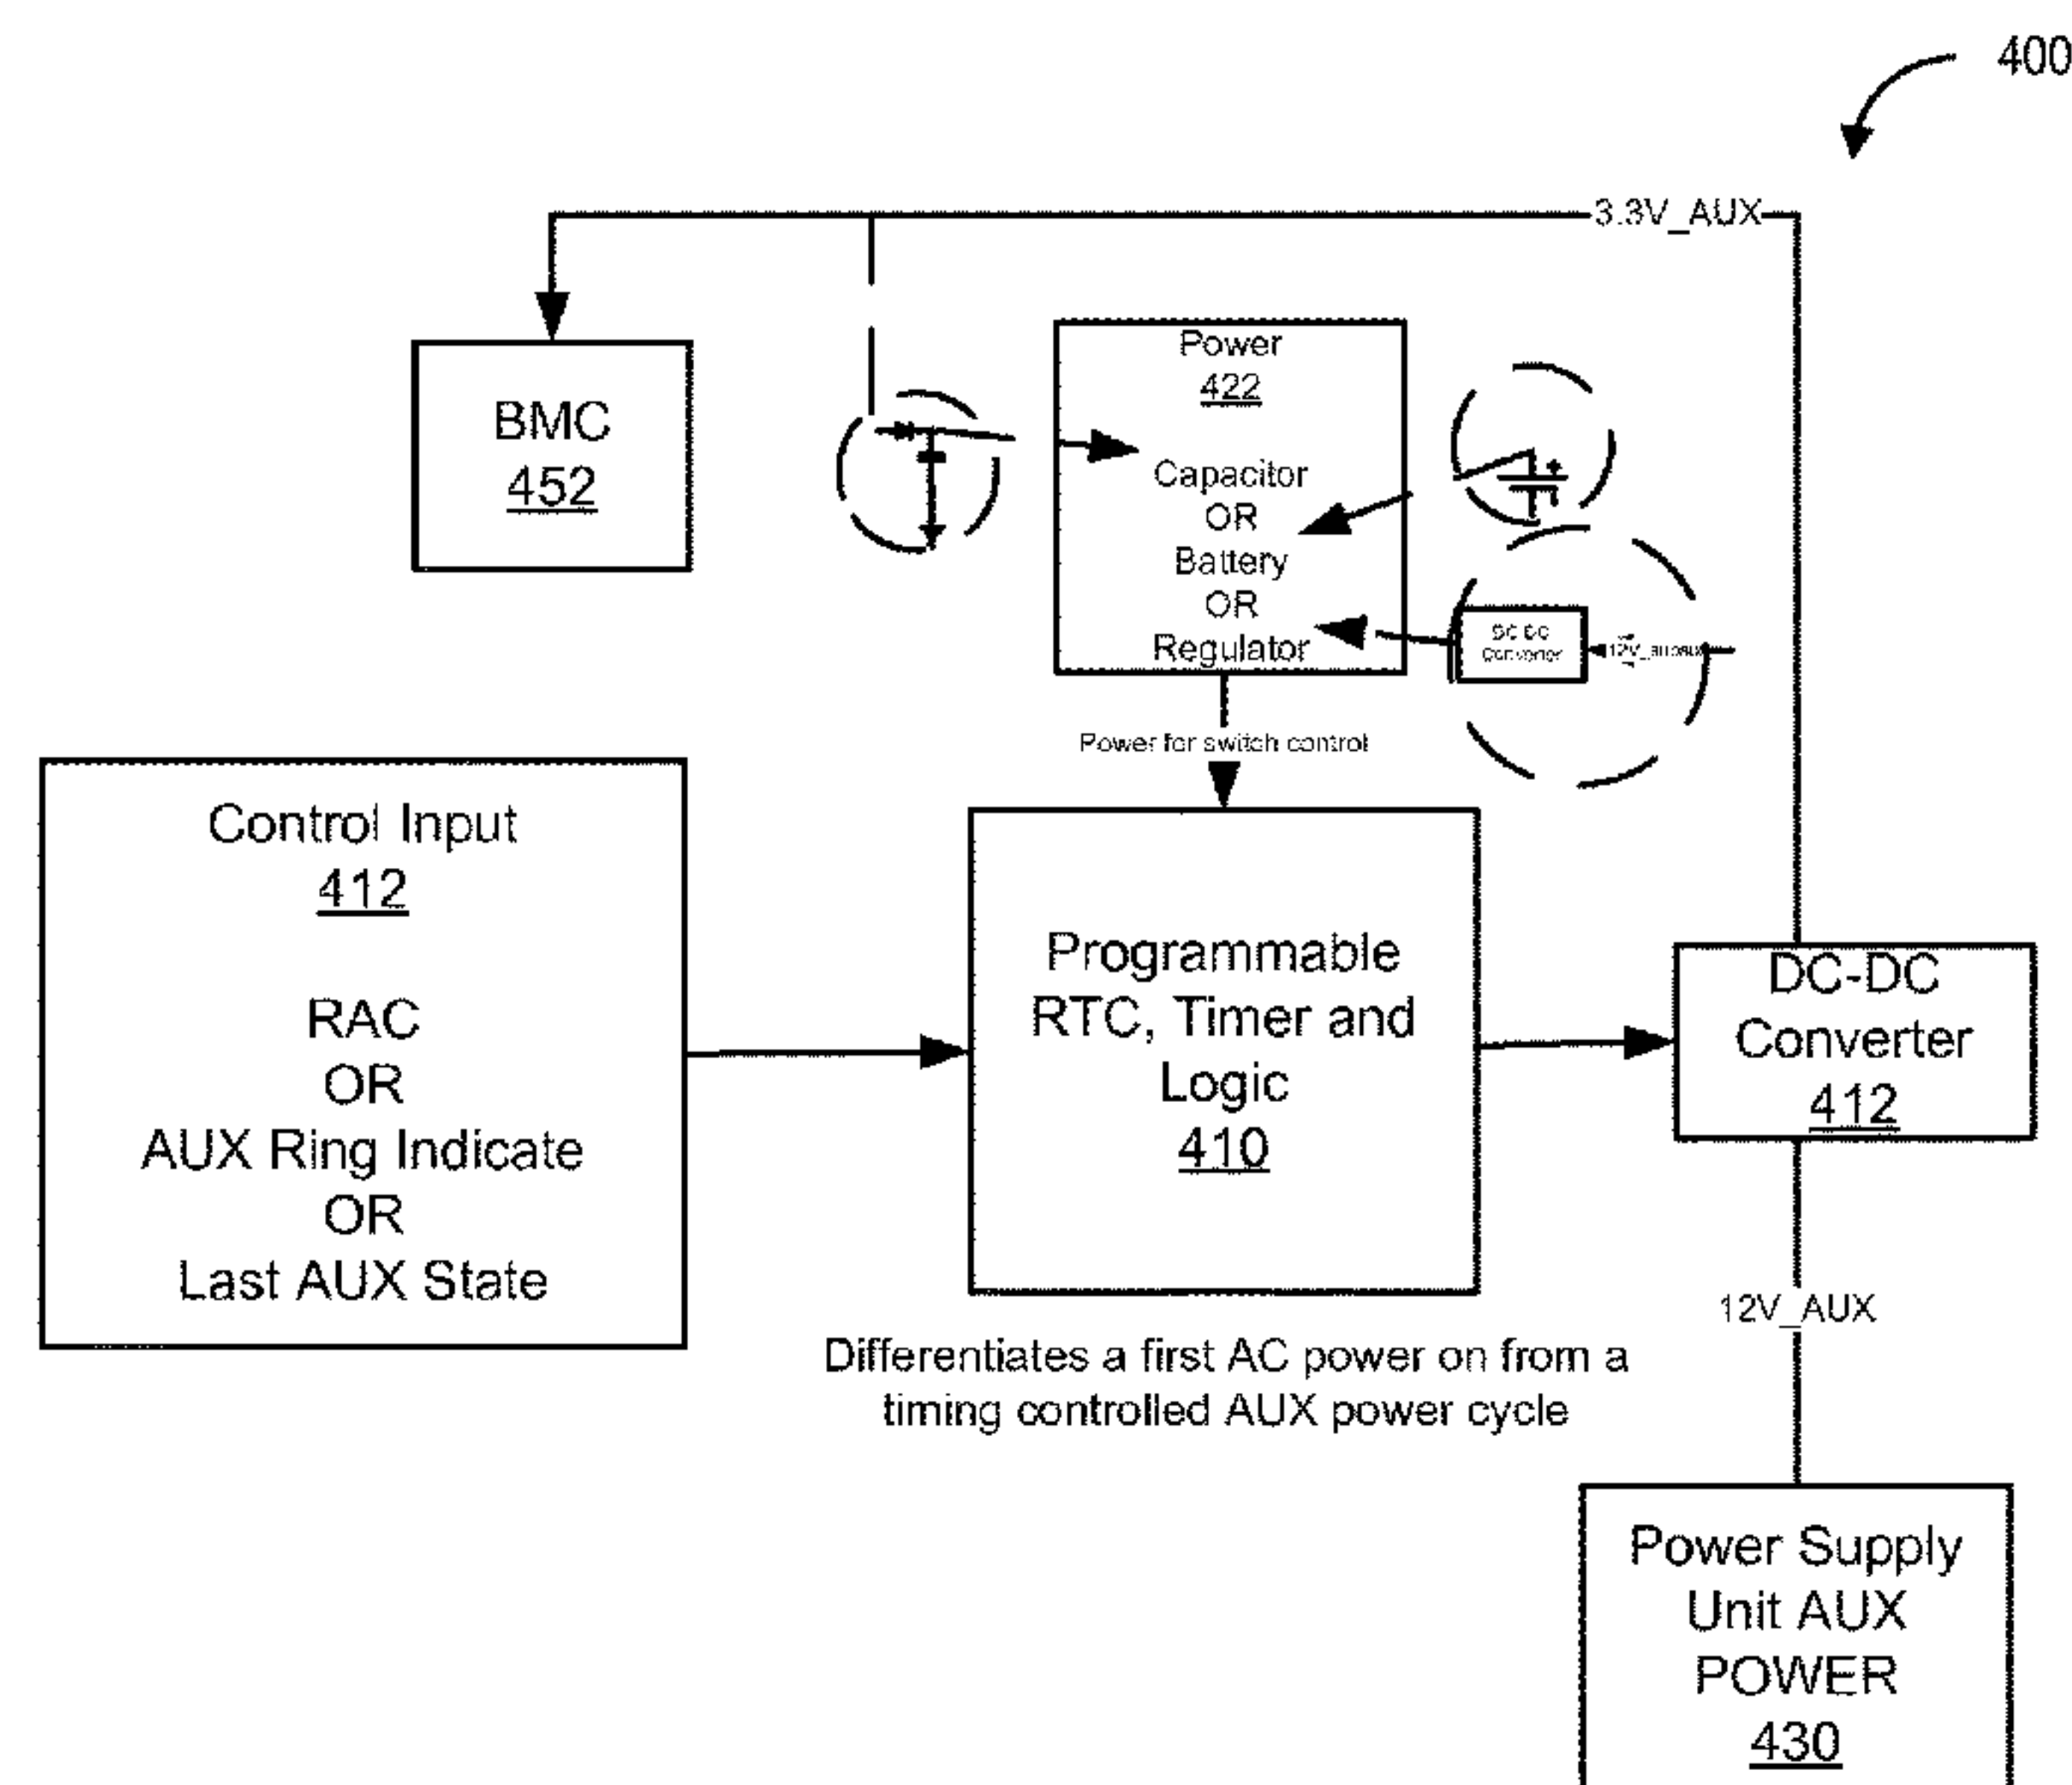 400
3.3V_AUX
Power
422
Capacitor
OR
Battery
OR
Regulator
BMC
452
DC DC
Converter
Power for switch control
Control Input
412
RAC
OR
AUX Ring Indicate
OR
Last AUX State
Programmable
RTC, Timer and
Logic
410
DC-DC
Converter
412
12V_AUX
Differentiates a first AC power on from a
timing controlled AUX power cycle
Power Supply
Unit AUX
POWER
430